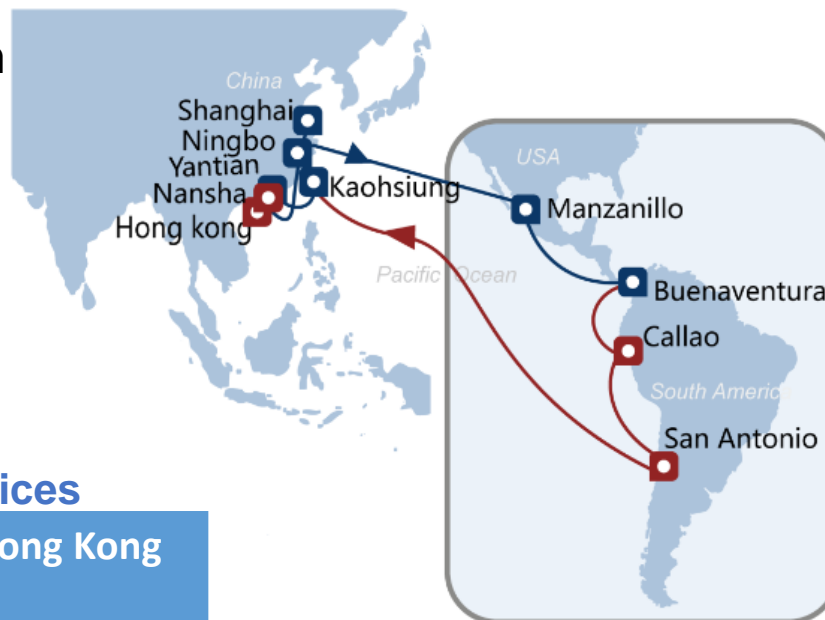 China
Shanghai
Ningbo
Yantian
Nansha
Hong kong
Kaohsiung
USA
Manzanillo
Pacific Ocean
Buenaventura
Callao
South America
San Antonio
ices
ong Kong